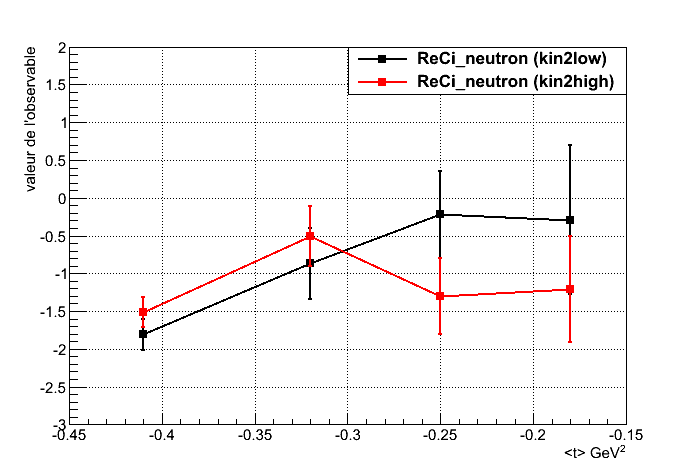 valeur de l'observable
2
1.5
1
0.5
0
-0.5
-1
-1.5
-2
-2.5
-3
ReCi_neutron (kin2low)
ReCi_neutron (kin2high)
-0.45 -0.4 -0.35 -0.3 -0.25 -0.2 -0.15
<t> GeV²